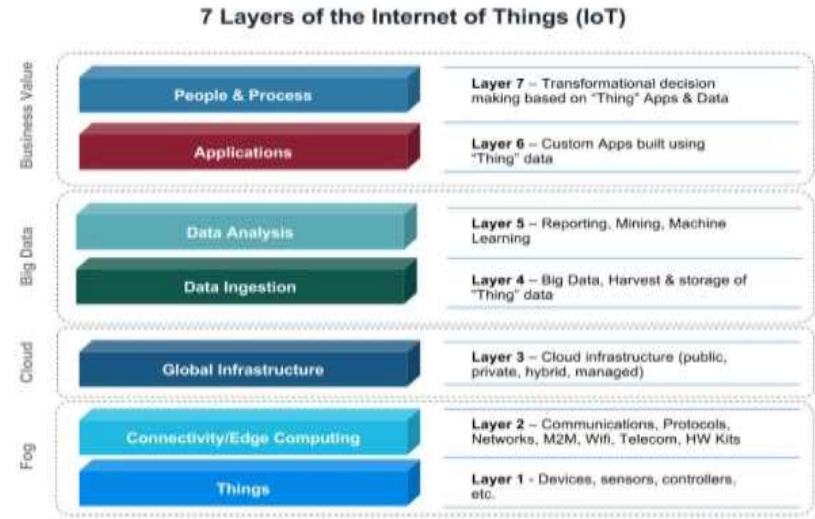 7 Layers of the Internet of Things (IoT)
Business Value
People & Process
Layer 7 – Transformational decision
making based on "Thing" Apps & Data
Applications
Layer 6 – Custom Apps built using
"Thing" data
Big Data
Data Analysis
Layer 5 – Reporting, Mining, Machine
Learning
Data Ingestion
Layer 4 – Big Data, Harvest & storage of
"Thing" data
Cloud
Global Infrastructure
Layer 3 – Cloud infrastructure (public,
private, hybrid, managed)
Fog
Connectivity/Edge Computing
Layer 2 – Communications, Protocols,
Networks, M2M, Wifi, Telecom, HW Kits
Things
Layer 1 - Devices, sensors, controllers,
etc.